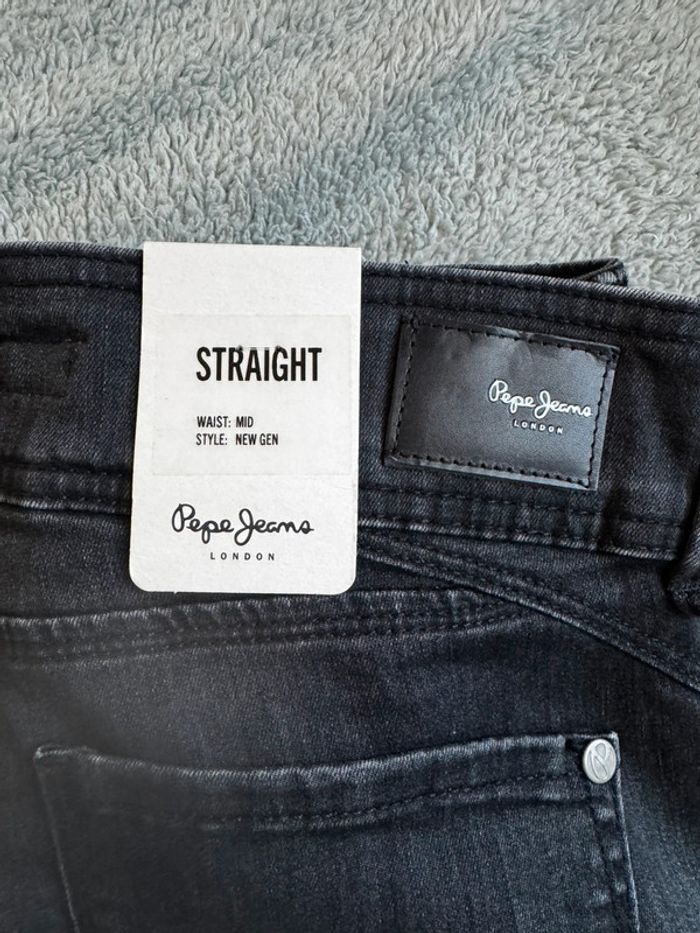 STRAIGHT
WAIST: MID
STYLE: NEW GEN
Pepe Jeans
LONDON
Pepe Jeans
LONDON